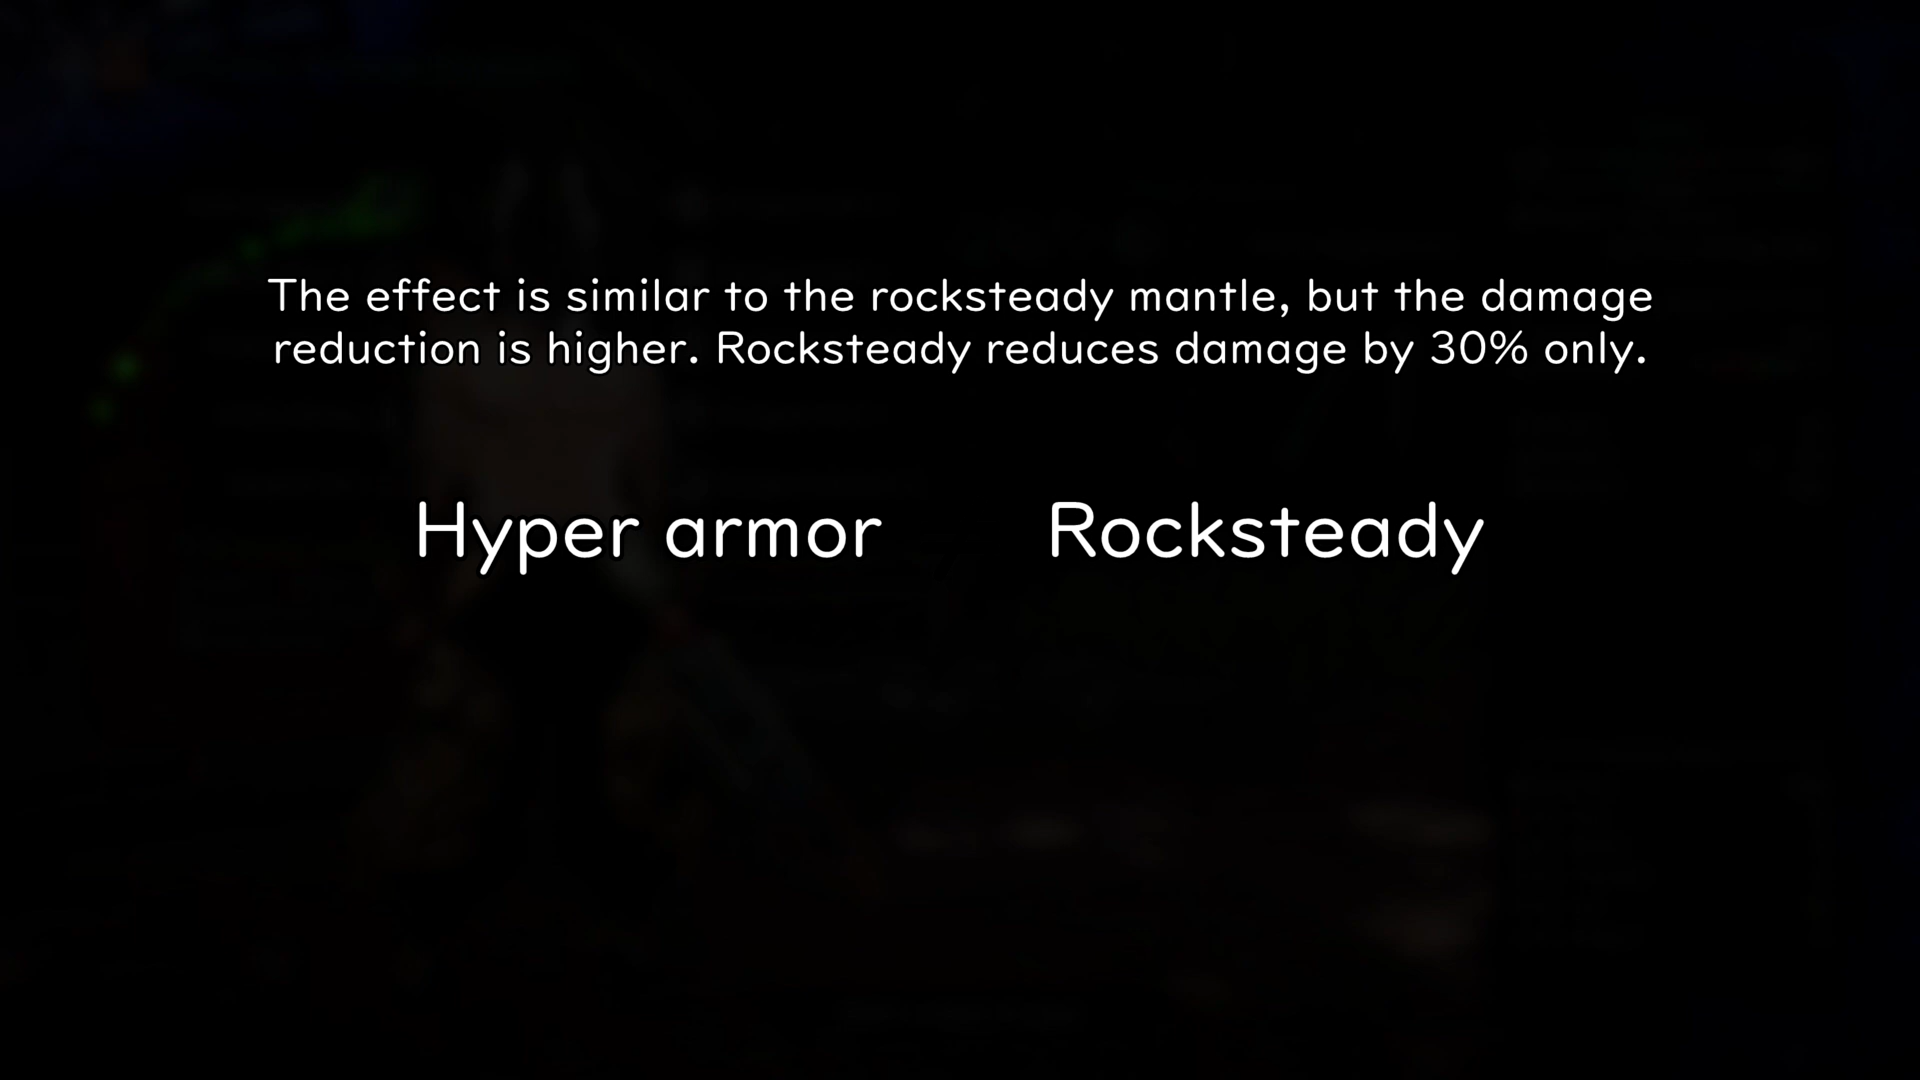 The effect is similar to the rocksteady mantle, but the damage
reduction is higher. Rocksteady reduces damage by 30% only.
Hyper armor Rocksteady